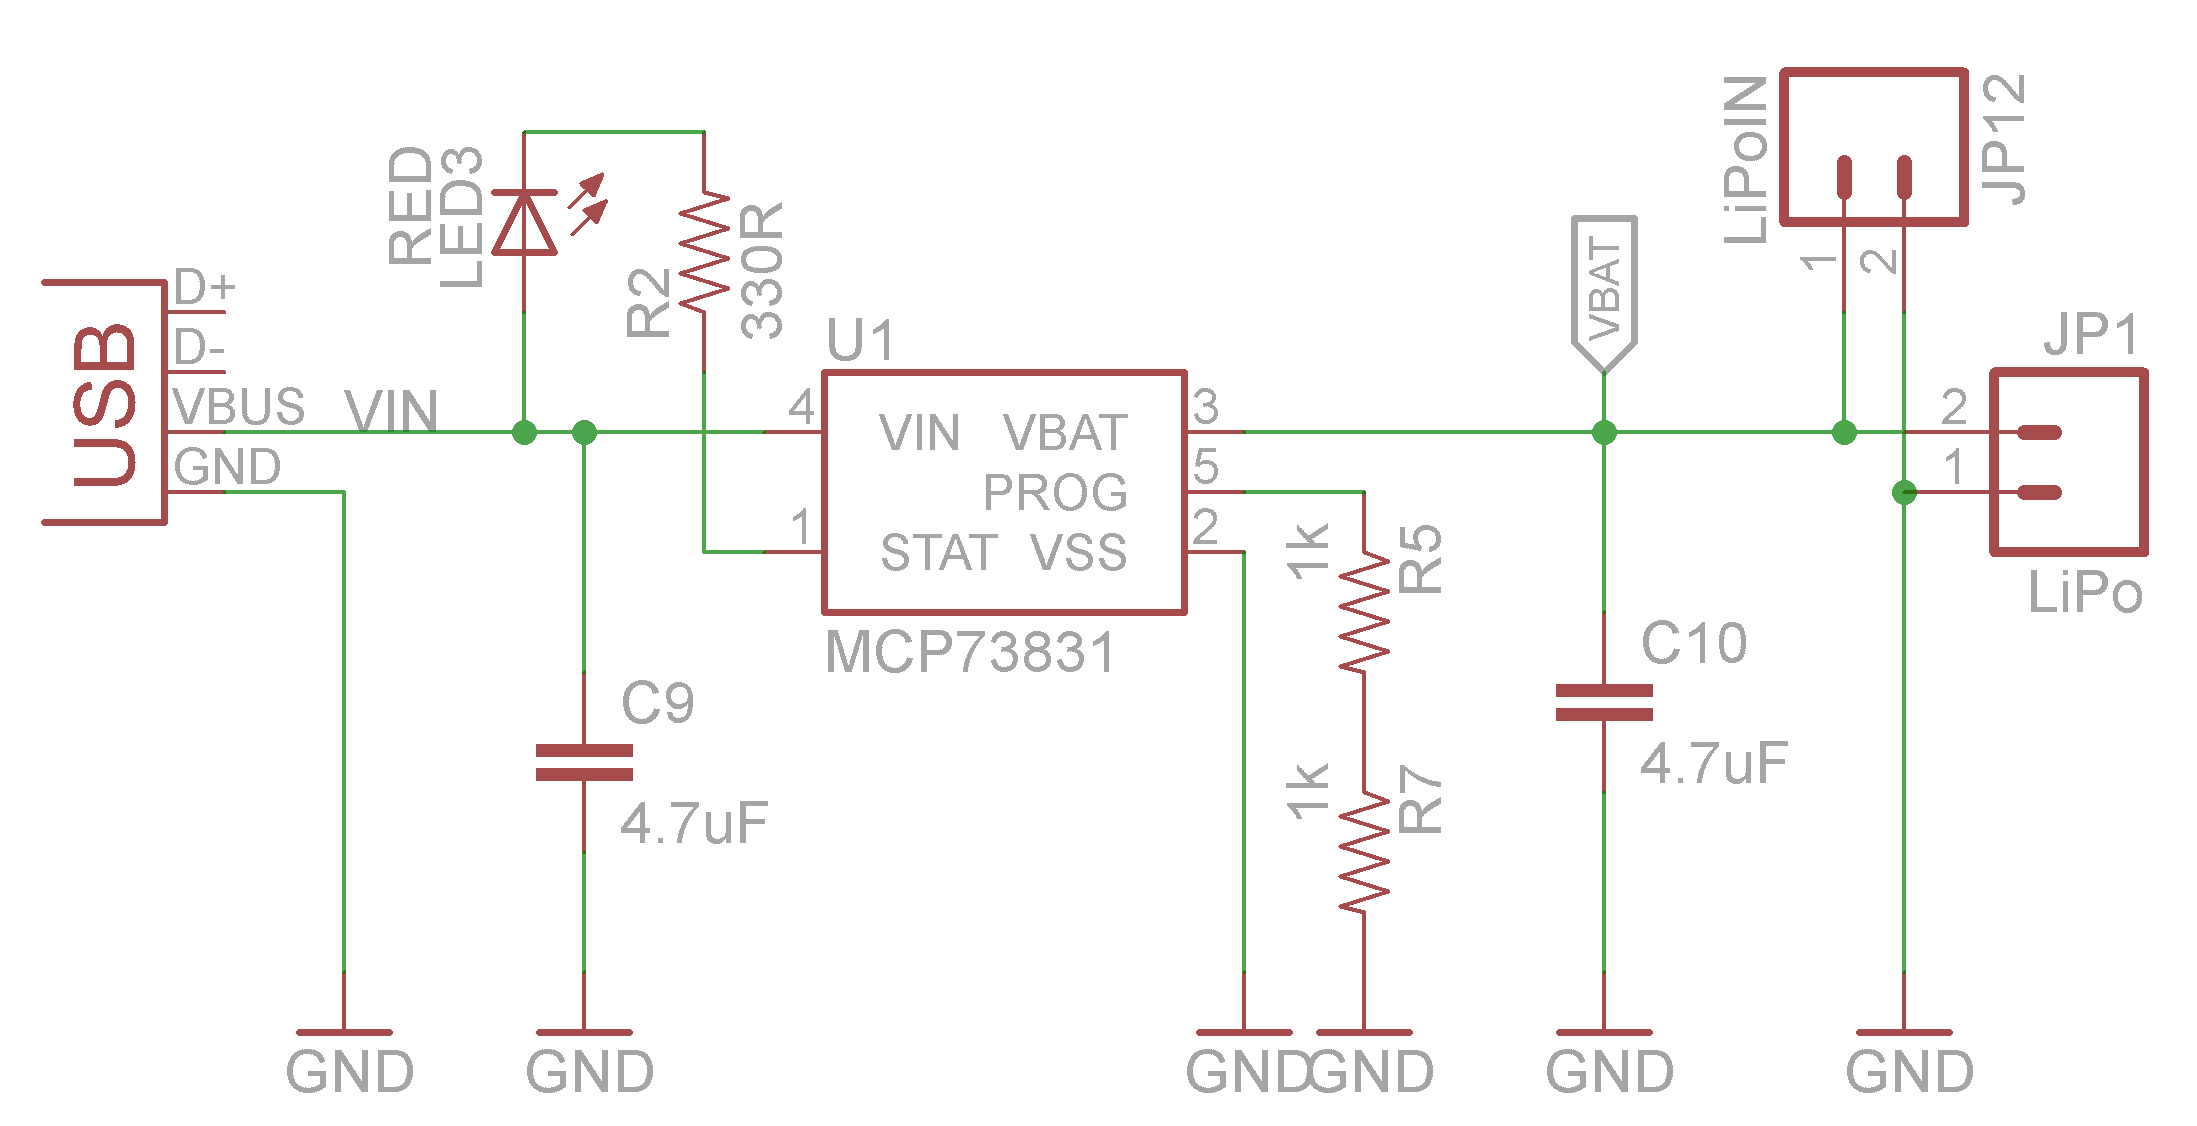 LiPoIN
JP12
1
2
RED
LED3
R2
330R
VBAT
USB
D+
D-
VBUS
GND
VIN
U1
4
1
VIN
VBAT
PROG
STAT
VSS
3
5
2
MCP73831
JP1
2
1
LiPo
1k
R5
C10
4.7uF
C9
4.7uF
1k
R7
GND
GND
GND
GND
GND
GND